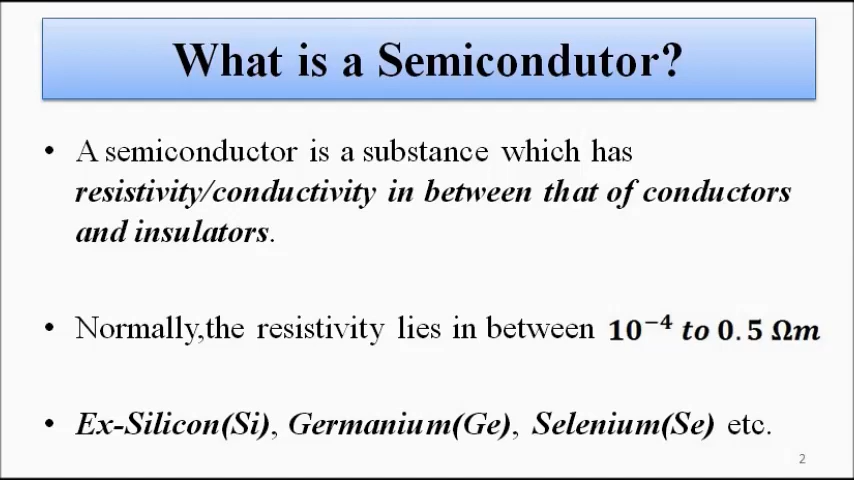 What is a Semicondutor?
• A semiconductor is a substance which has
resistivity/conductivity in between that of conductors
and insulators.
• Normally,the resistivity lies in between 10⁻⁴ to 0.5 Ωm
• Ex-Silicon(Si), Germanium(Ge), Selenium(Se) etc.
2